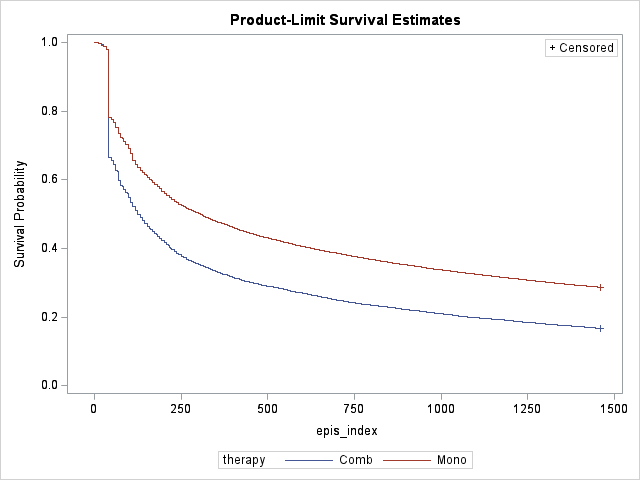 Product-Limit Survival Estimates
+ Censored
1.0
0.8
0.6
0.4
0.2
0.0
Survival Probability
0 250 500 750 1000 1250 1500
epis_index
therapy Comb Mono